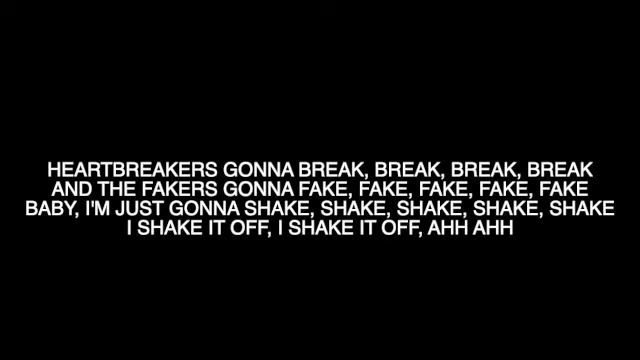 HEARTBREAKERS GONNA BREAK, BREAK, BREAK, BREAK
AND THE FAKERS GONNA FAKE, FAKE, FAKE, FAKE, FAKE
BABY, I'M JUST GONNA SHAKE, SHAKE, SHAKE, SHAKE, SHAKE
I SHAKE IT OFF, I SHAKE IT OFF, AHH AHH